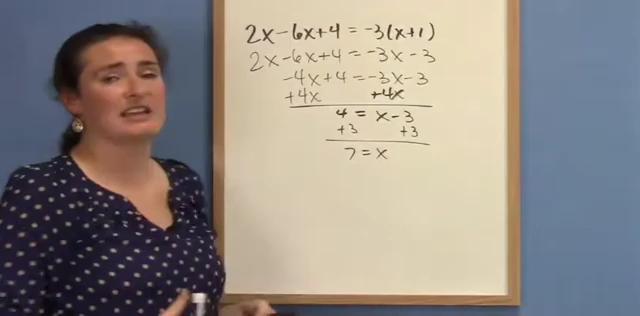 2x - 6x + 4 = -3(x+1)
2x - 6x + 4 = -3x - 3
-4x + 4 = -3x - 3
+4x +4x
4 = x - 3
+3 +3
7 = x